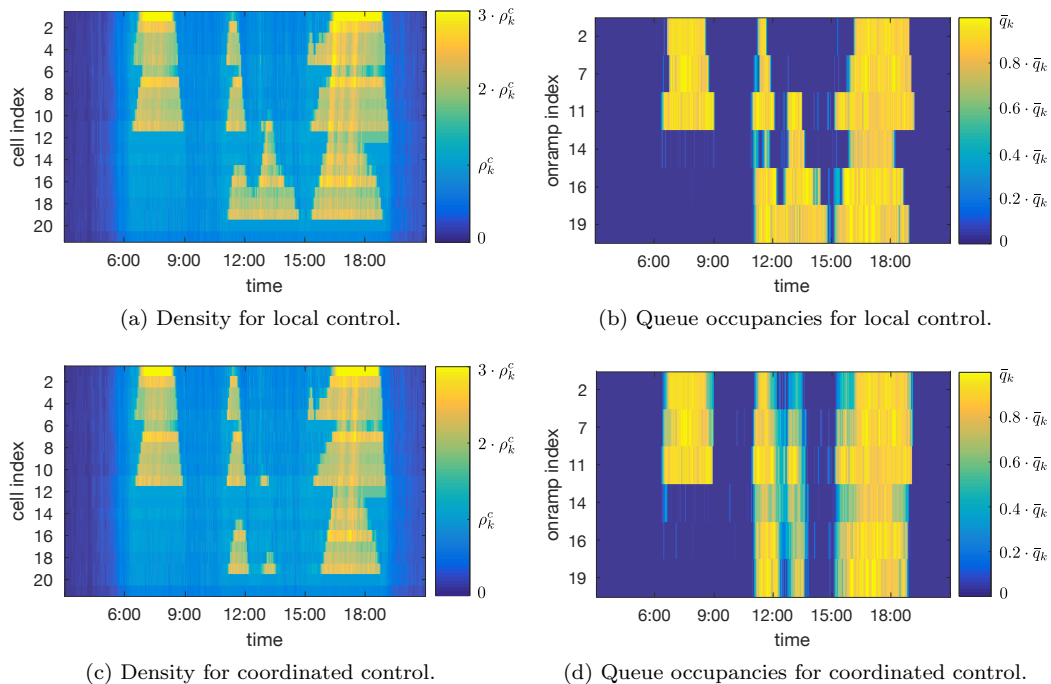 2
4
6
8
10
12
14
16
18
20
cell index
6:00 9:00 12:00 15:00 18:00
time
3 · ρ_k^c
2 · ρ_k^c
ρ_k^c
0
(a) Density for local control.
2
7
11
13
16
19
onramp index
6:00 9:00 12:00 15:00 18:00
time
q̄_k
0.8 · q̄_k
0.6 · q̄_k
0.4 · q̄_k
0.2 · q̄_k
0
(b) Queue occupancies for local control.
2
4
6
8
10
12
14
16
18
20
cell index
6:00 9:00 12:00 15:00 18:00
time
3 · ρ_k^c
2 · ρ_k^c
ρ_k^c
0
(c) Density for coordinated control.
2
7
11
13
16
19
onramp index
6:00 9:00 12:00 15:00 18:00
time
q̄_k
0.8 · q̄_k
0.6 · q̄_k
0.4 · q̄_k
0.2 · q̄_k
0
(d) Queue occupancies for coordinated control.